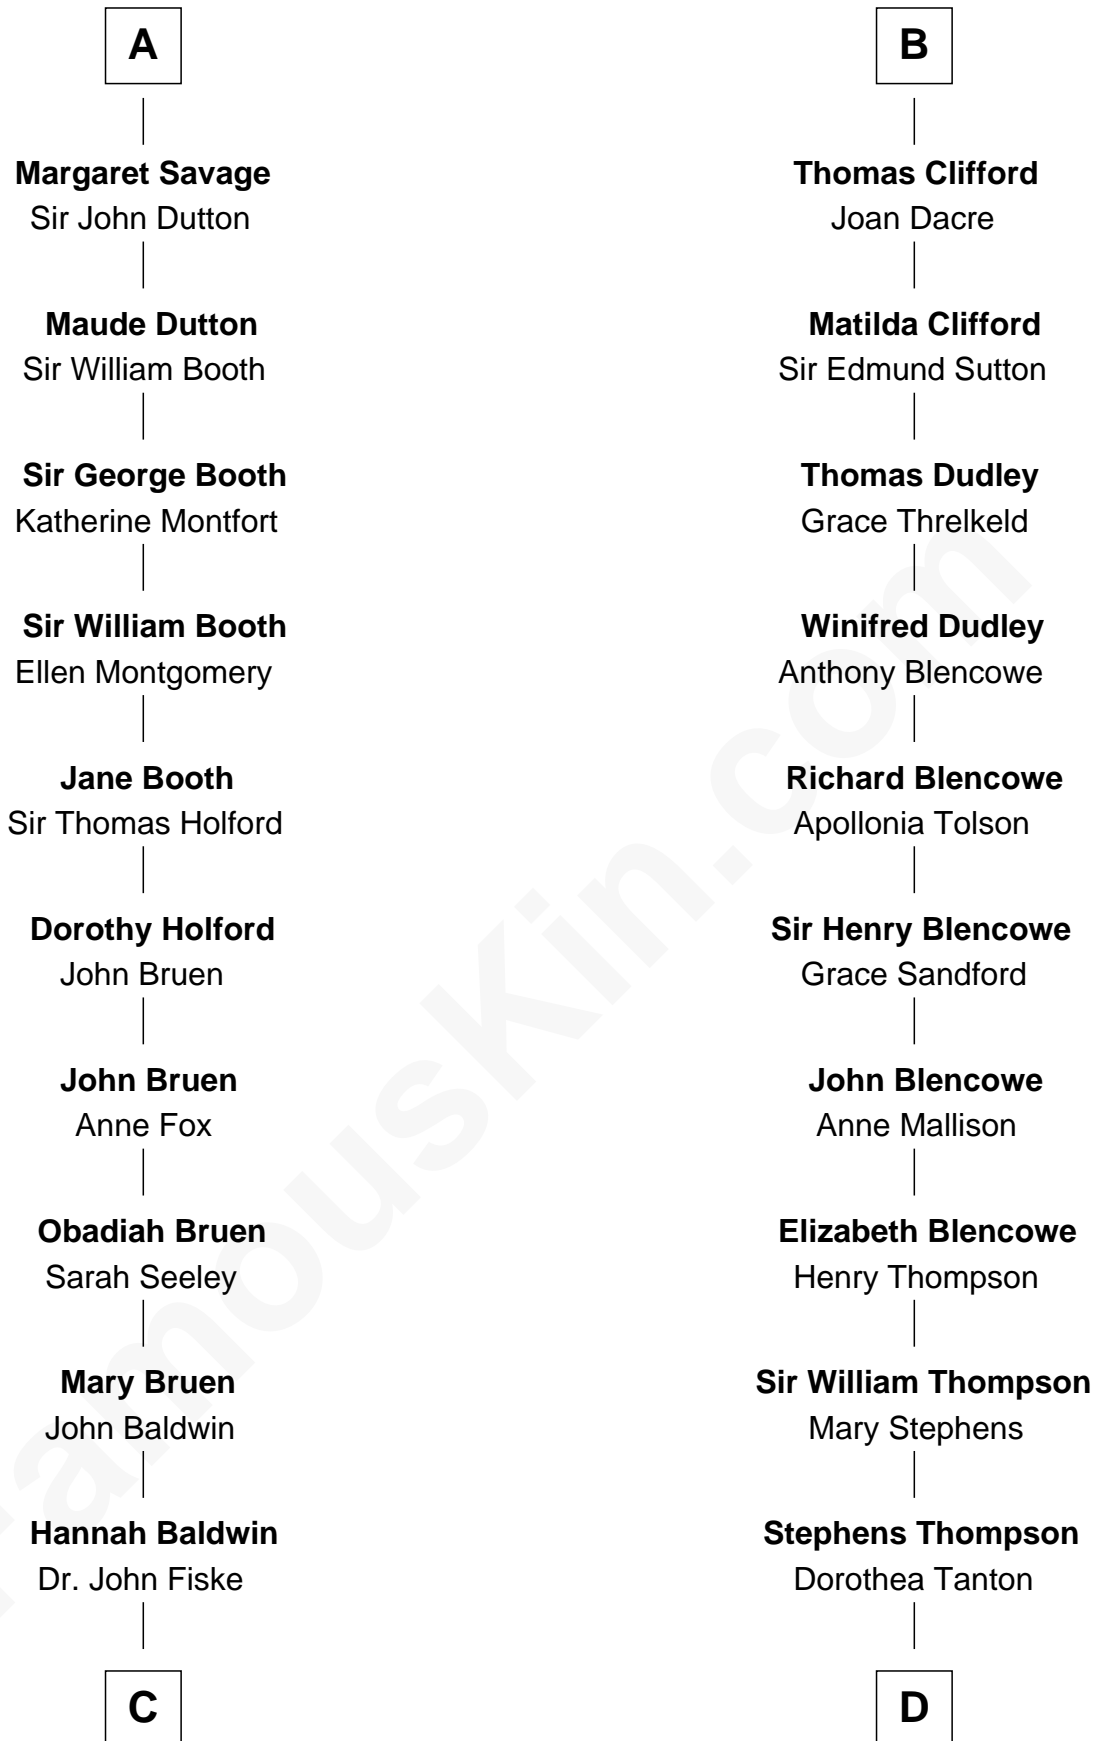 A
Margaret Savage
Sir John Dutton
Maude Dutton
Sir William Booth
Sir George Booth
Katherine Montfort
Sir William Booth
Ellen Montgomery
Jane Booth
Sir Thomas Holford
Dorothy Holford
John Bruen
John Bruen
Anne Fox
Obadiah Bruen
Sarah Seeley
Mary Bruen
John Baldwin
Hannah Baldwin
Dr. John Fiske
C
B
Thomas Clifford
Joan Dacre
Matilda Clifford
Sir Edmund Sutton
Thomas Dudley
Grace Threlkeld
Winifred Dudley
Anthony Blencowe
Richard Blencowe
Apollonia Tolson
Sir Henry Blencowe
Grace Sandford
John Blencowe
Anne Mallison
Elizabeth Blencowe
Henry Thompson
Sir William Thompson
Mary Stephens
Stephens Thompson
Dorothea Tanton
D
FamousKin.com